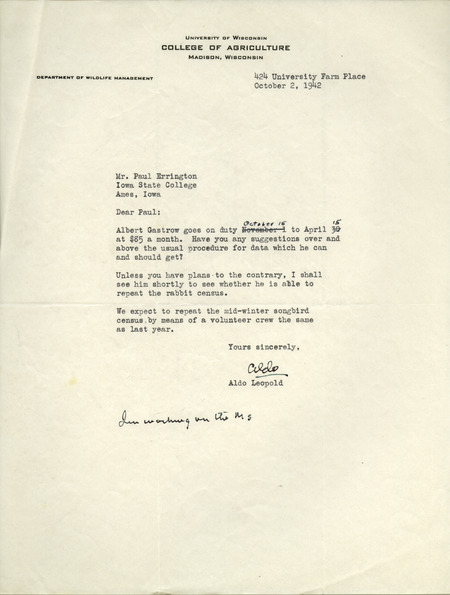 University of Wisconsin
COLLEGE OF AGRICULTURE
Madison, Wisconsin
DEPARTMENT OF WILDLIFE MANAGEMENT
424 University Farm Place
October 2, 1942
Mr. Paul Errington
Iowa State College
Ames, Iowa
Dear Paul:
October 15 15
Albert Gastrow goes on duty November 1 to April 30
at $85 a month. Have you any suggestions over and
above the usual procedure for data which he can
and should get?
Unless you have plans to the contrary, I shall
see him shortly to see whether he is able to
repeat the rabbit census.
We expect to repeat the mid-winter songbird
census by means of a volunteer crew the same
as last year.
Yours sincerely,
Aldo
Aldo Leopold
Im working on the MS